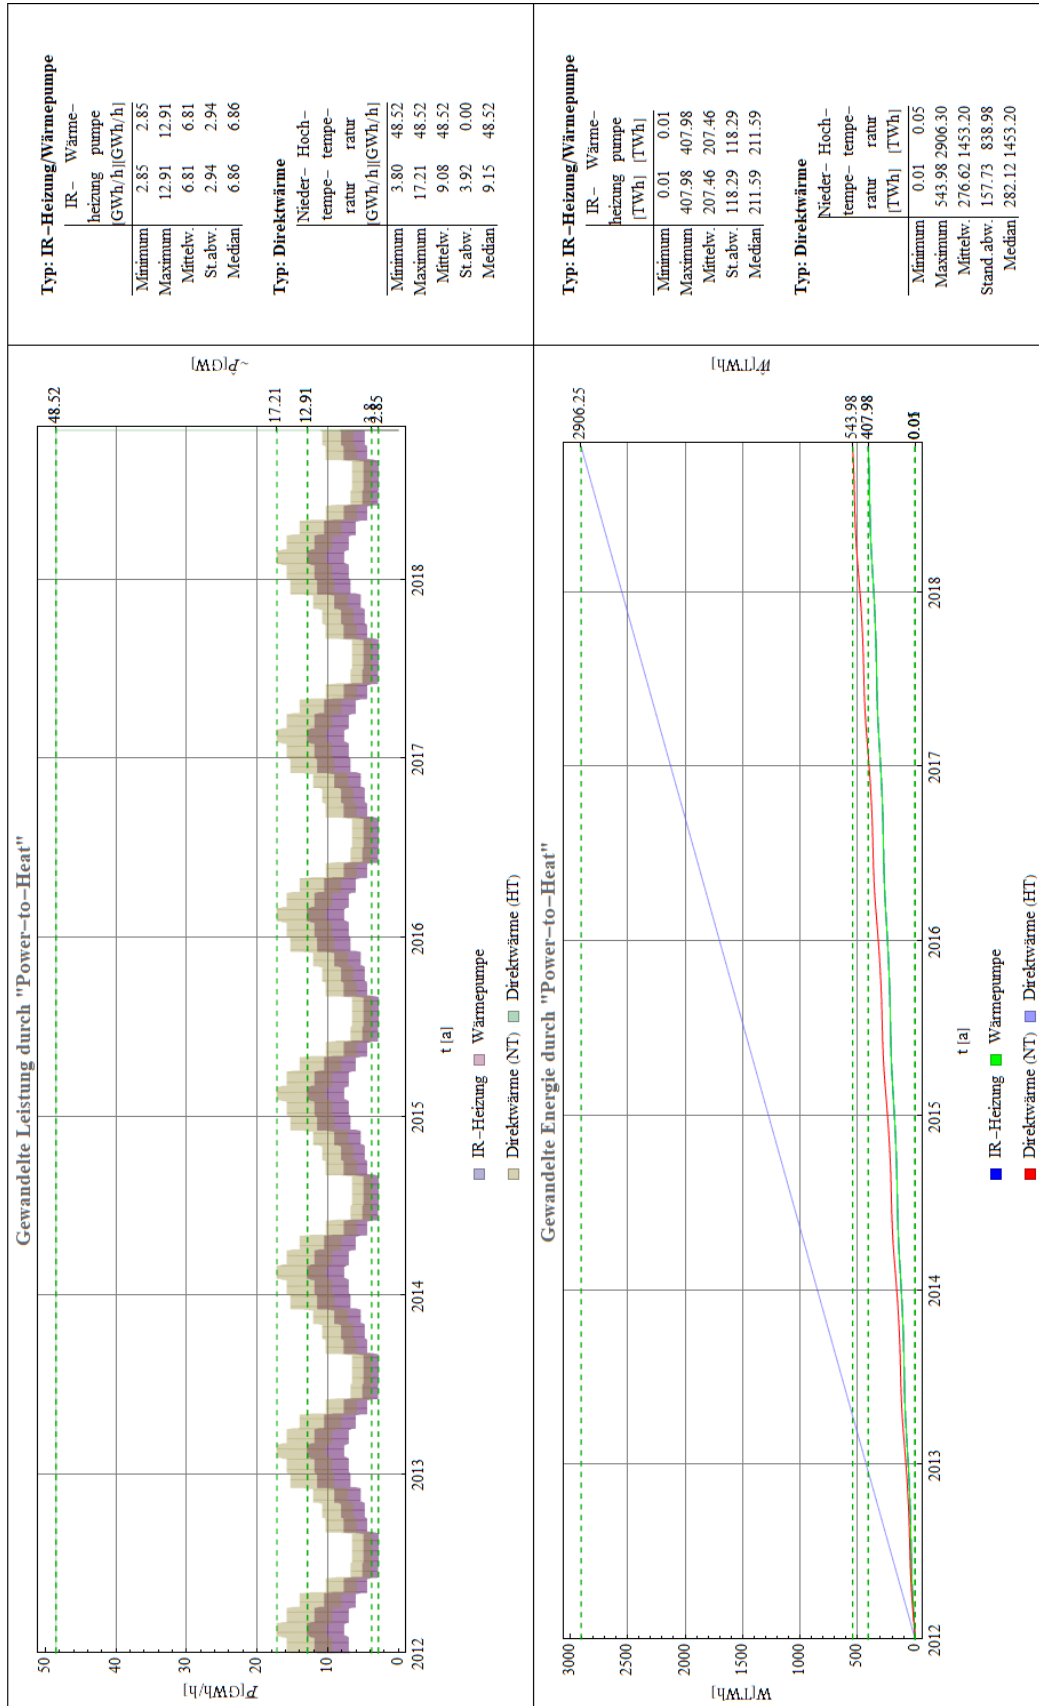 Gewandelte Leistung durch "Power–to–Heat"
P[GWh/h]
50
40
30
20
10
0
2012
2013
2014
2015
2016
2017
2018
t [a]
48.52
17.21
12.91
3.8
2.85
~P[GW]
IR–Heizung
Wärmepumpe
Direktwärme (NT)
Direktwärme (HT)
Typ: IR–Heizung/Wärmepumpe
IR– Wärme–
heizung pumpe
[GWh/h][GWh/h]
Minimum 2.85 2.85
Maximum 12.91 12.91
Mittelw. 6.81 6.81
St.abw. 2.94 2.94
Median 6.86 6.86
Typ: Direktwärme
Nieder– Hoch–
tempe– tempe–
ratur ratur
[GWh/h][GWh/h]
Minimum 3.80 48.52
Maximum 17.21 48.52
Mittelw. 9.08 48.52
St.abw. 3.92 0.00
Median 9.15 48.52
Gewandelte Energie durch "Power–to–Heat"
W[TWh]
3000
2500
2000
1500
1000
500
0
2012
2013
2014
2015
2016
2017
2018
t [a]
2906.25
543.98
407.98
0.01
W[TWh]
IR–Heizung
Wärmepumpe
Direktwärme (NT)
Direktwärme (HT)
Typ: IR–Heizung/Wärmepumpe
IR– Wärme–
heizung pumpe
[TWh] [TWh]
Minimum 0.01 0.01
Maximum 407.98 407.98
Mittelw. 207.46 207.46
St.abw. 118.29 118.29
Median 211.59 211.59
Typ: Direktwärme
Nieder– Hoch–
tempe– tempe–
ratur ratur
[TWh] [TWh]
Minimum 0.01 0.05
Maximum 543.98 2906.30
Mittelw. 276.62 1453.20
Stand.abw. 157.73 838.98
Median 282.12 1453.20